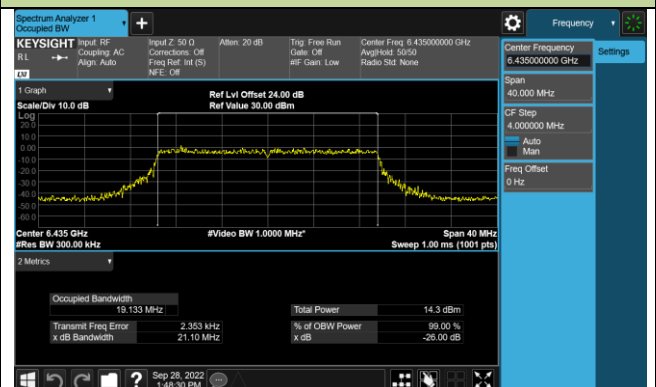 Spectrum Analyzer 1
Occupied BW
+
Frequency
KEYSIGHT
RL
LXI
Input: RF
Coupling: AC
Align: Auto
Input Z: 50 Ω
Corrections: Off
Freq Ref: Int (S)
NFE: Off
Atten: 20 dB
Trig: Free Run
Gate: Off
#IF Gain: Low
Center Freq: 6.435000000 GHz
Avg|Hold: 50/50
Radio Std: None
Center Frequency
6.435000000 GHz
Settings
Span
40.000 MHz
CF Step
4.000000 MHz
Auto
Man
Freq Offset
0 Hz
1 Graph
Scale/Div 10.0 dB
Ref Lvl Offset 24.00 dB
Ref Value 30.00 dBm
Log
20.0
10.0
0.00
-10.0
-20.0
-30.0
-40.0
-50.0
-60.0
Center 6.435 GHz
#Video BW 1.0000 MHz*
Span 40 MHz
#Res BW 300.00 kHz
Sweep 1.00 ms (1001 pts)
2 Metrics
Occupied Bandwidth
19.133 MHz
Total Power 14.3 dBm
Transmit Freq Error 2.353 kHz
% of OBW Power 99.00 %
x dB Bandwidth 21.10 MHz
x dB -26.00 dB
?
Sep 28, 2022
1:48:30 PM